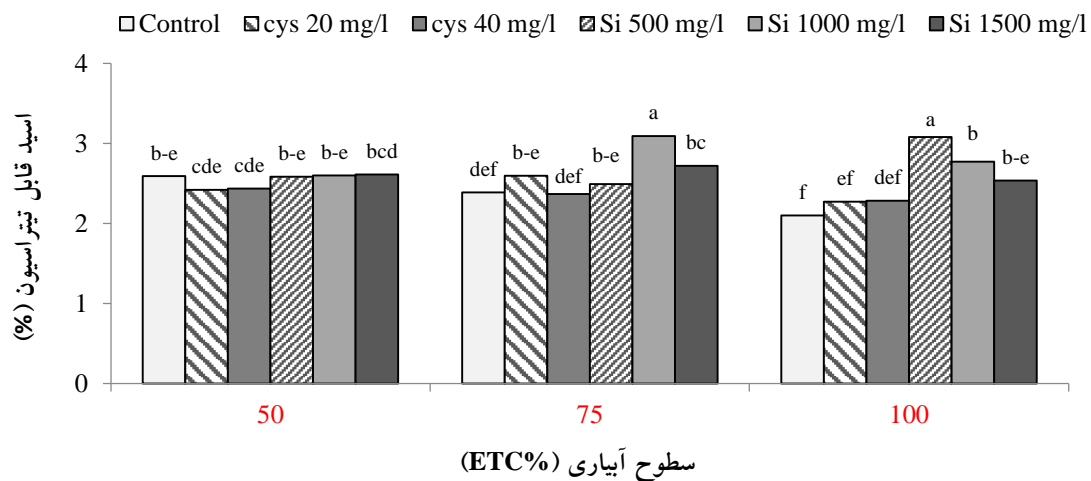 Control cys 20 mg/l cys 40 mg/l Si 500 mg/l Si 1000 mg/l Si 1500 mg/l
اسید قابل تیتراسیون (%)
4
3
2
1
0
b-e cde cde b-e b-e bcd
def b-e def b-e a bc
f ef def a b b-e
50 75 100
سطوح آبیاری (ETC%)